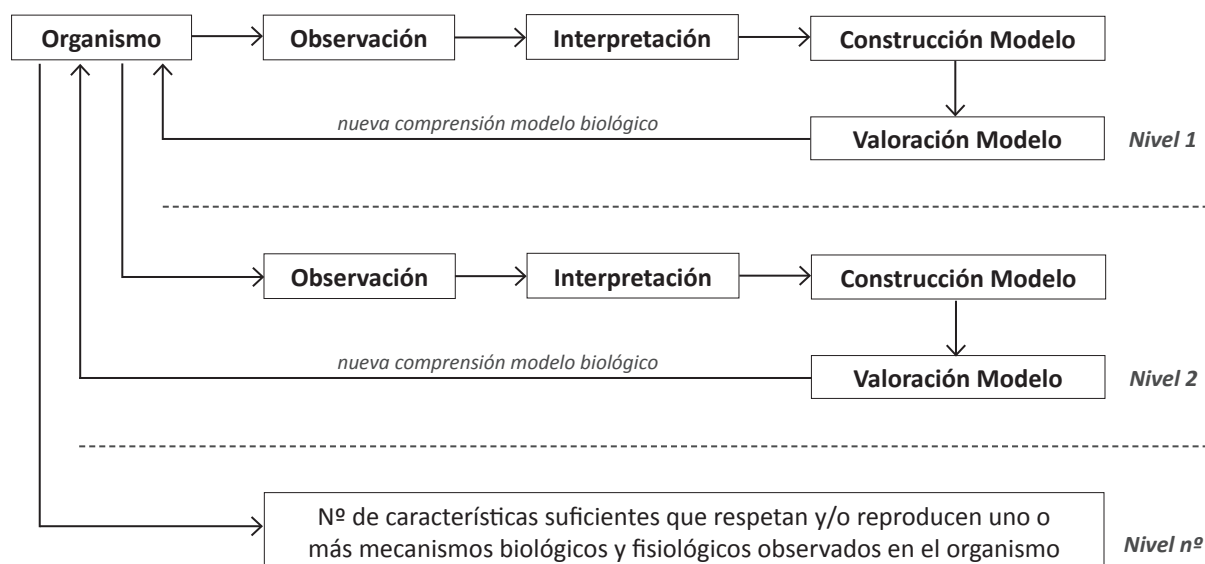 Organismo
Observación
Interpretación
Construcción Modelo
nueva comprensión modelo biológico
Valoración Modelo
Nivel 1
Observación
Interpretación
Construcción Modelo
nueva comprensión modelo biológico
Valoración Modelo
Nivel 2
Nº de características suficientes que respetan y/o reproducen uno o
más mecanismos biológicos y fisiológicos observados en el organismo
Nivel nº